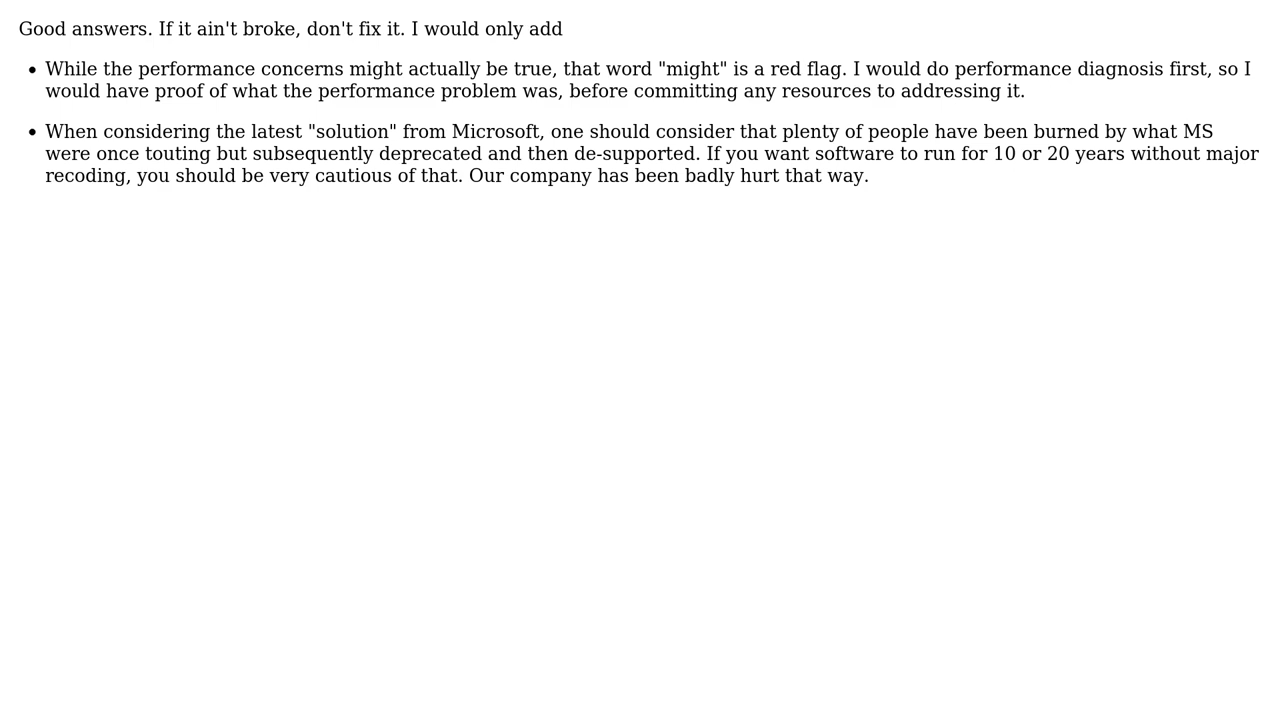 Good answers. If it ain't broke, don't fix it. I would only add
• While the performance concerns might actually be true, that word "might" is a red flag. I would do performance diagnosis first, so I
would have proof of what the performance problem was, before committing any resources to addressing it.
• When considering the latest "solution" from Microsoft, one should consider that plenty of people have been burned by what MS
were once touting but subsequently deprecated and then de-supported. If you want software to run for 10 or 20 years without major
recoding, you should be very cautious of that. Our company has been badly hurt that way.